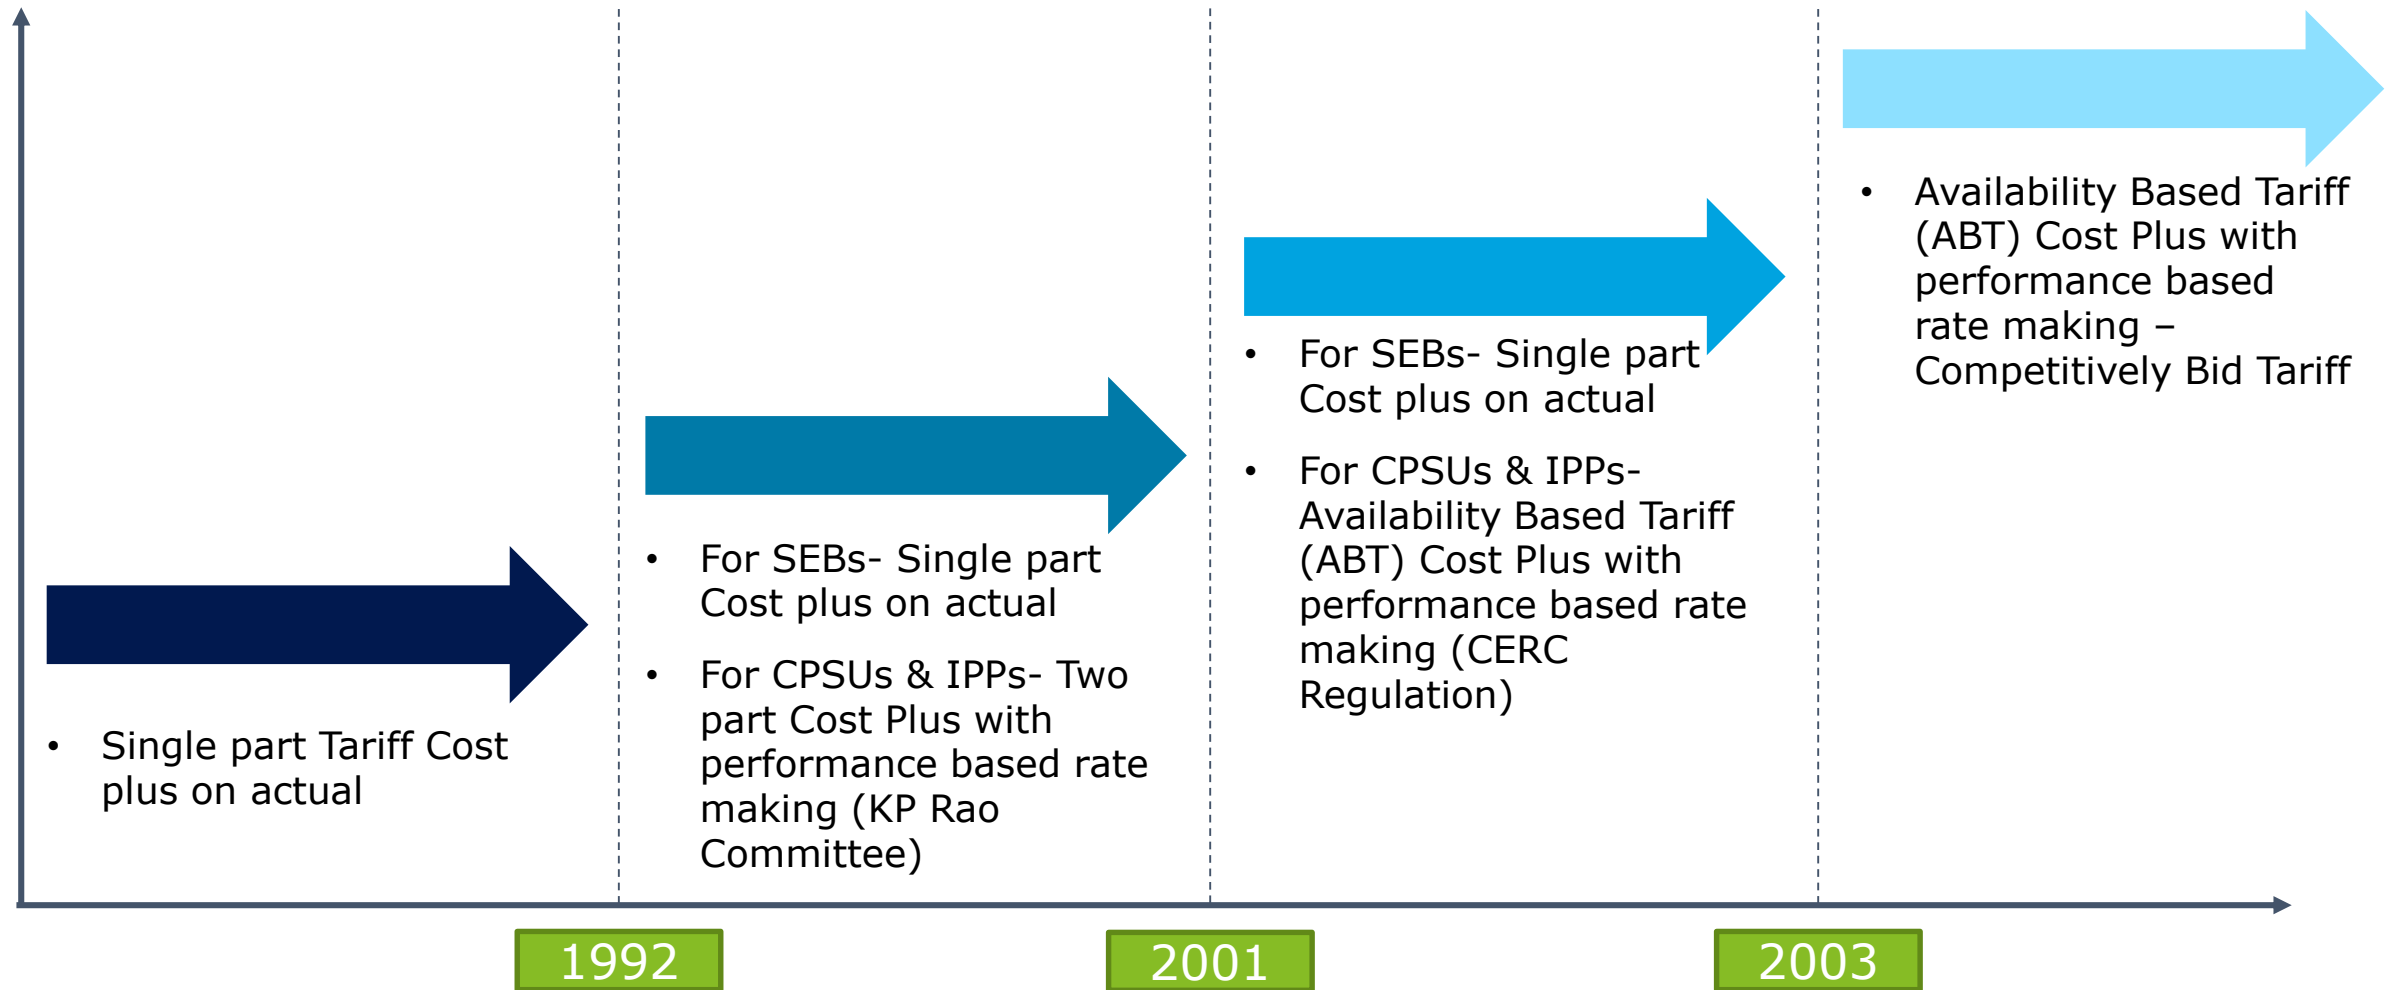 • Single part Tariff Cost
plus on actual
• For SEBs- Single part
Cost plus on actual
• For CPSUs & IPPs- Two
part Cost Plus with
performance based rate
making (KP Rao
Committee)
• For SEBs- Single part
Cost plus on actual
• For CPSUs & IPPs-
Availability Based Tariff
(ABT) Cost Plus with
performance based rate
making (CERC
Regulation)
• Availability Based Tariff
(ABT) Cost Plus with
performance based
rate making –
Competitively Bid Tariff
1992
2001
2003